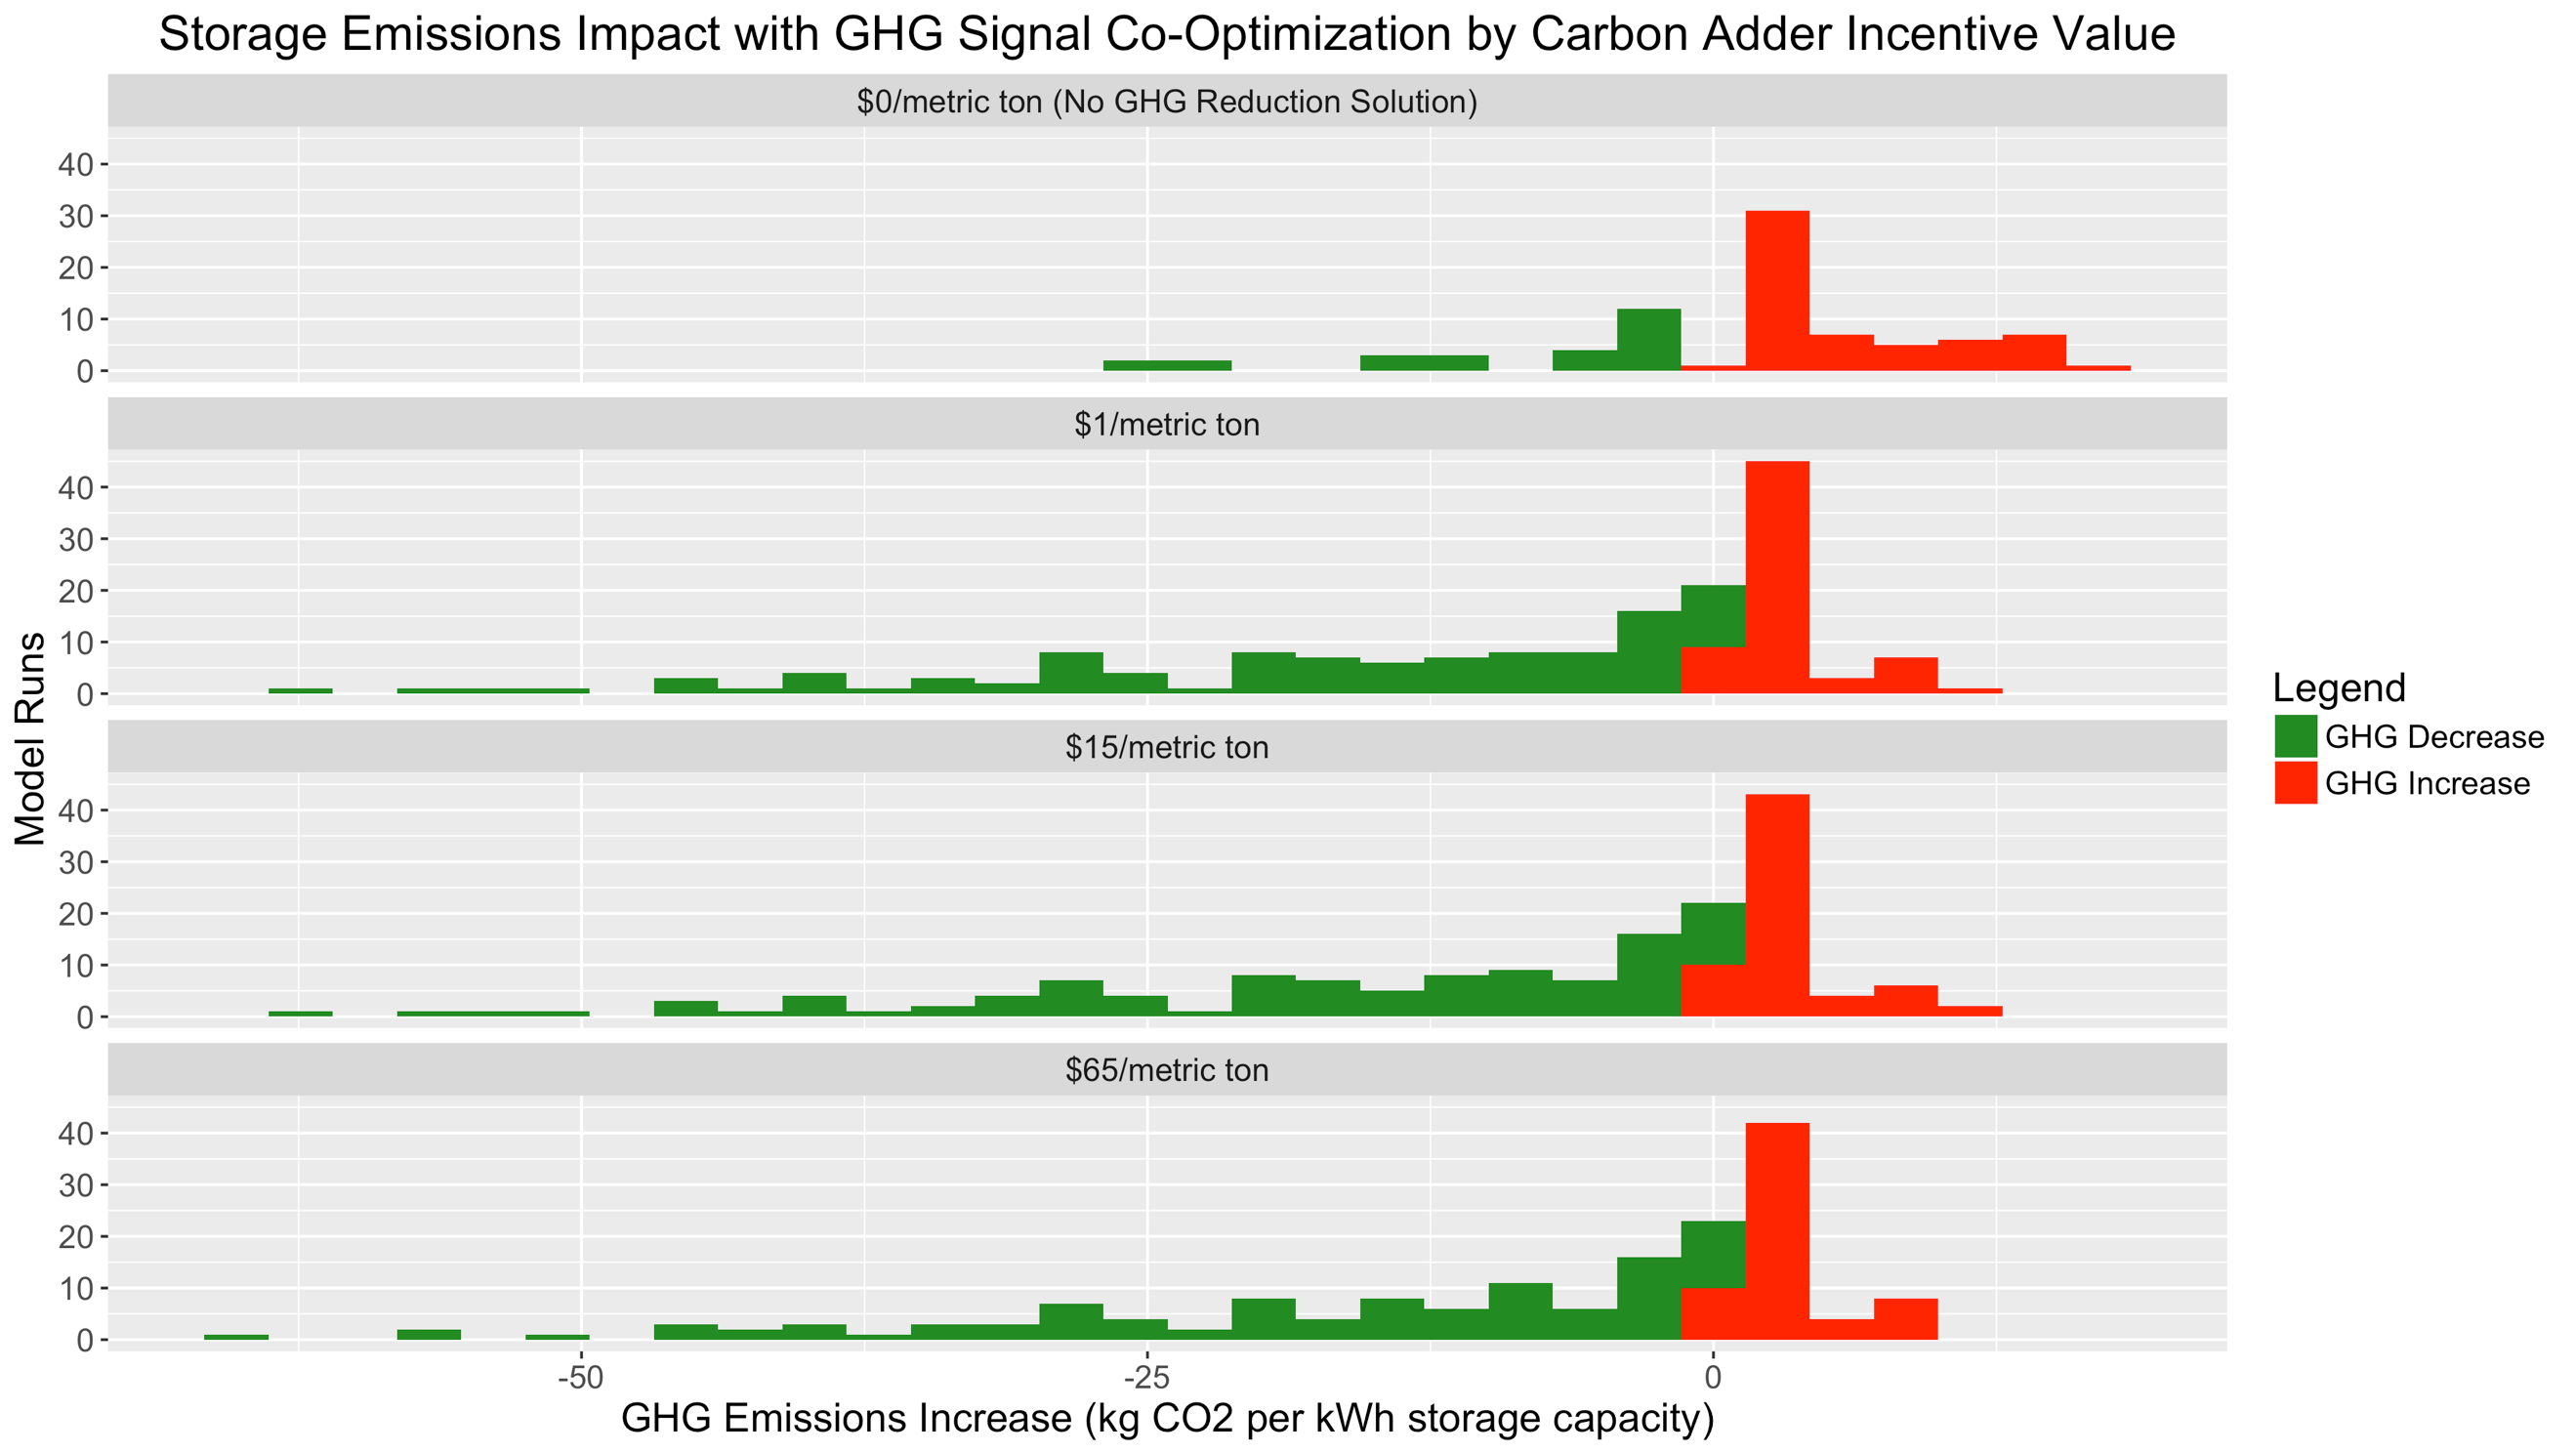 Storage Emissions Impact with GHG Signal Co-Optimization by Carbon Adder Incentive Value
$0/metric ton (No GHG Reduction Solution)
40
30
20
10
0
$1/metric ton
40
30
20
10
0
$15/metric ton
40
30
20
10
0
$65/metric ton
40
30
20
10
0
Model Runs
-50
-25
0
GHG Emissions Increase (kg CO2 per kWh storage capacity)
Legend
GHG Decrease
GHG Increase